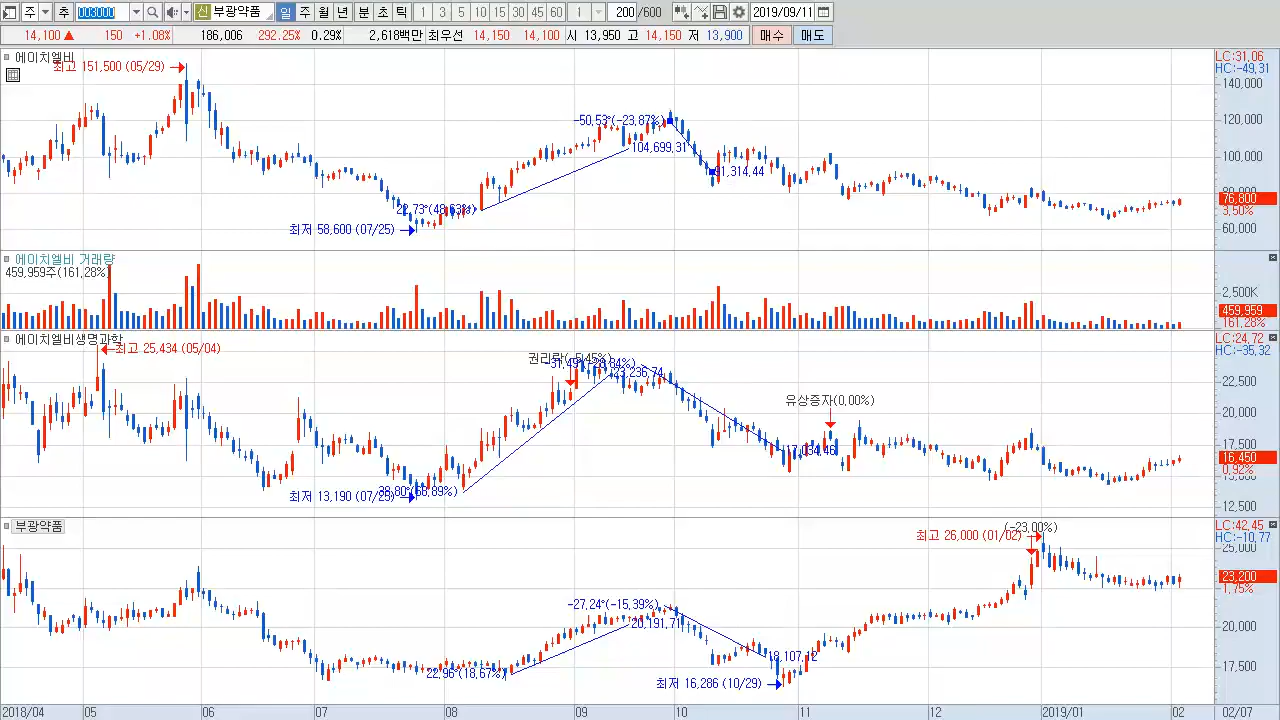 주 추 003000 신 부광약품 일 주 월 년 분 초 틱 1 3 5 10 15 30 45 60 1 200 /600 2019/09/11
14,100 ▲ 150 +1.08% 186,006 292.25% 0.29% 2,618백만 최우선 14,150 14,100 시 13,950 고 14,150 저 13,900 매수 매도
에이치엘비
최고 151,500 (05/29)
LC:31.06
HC:-49.31
140,000
120,000
100,000
80,000
76,800
3.50%
60,000
-50.53°(-23.87%)
104,699.31
91,314.44
22.73°(48.63%)
최저 58,600 (07/25)
에이치엘비 거래량
459,959주(161.28%)
2,500K
459,959
161.28%
에이치엘비생명과학
최고 25,434 (05/04)
LC:24.72
HC:-35.32
22,500
20,000
17,500
16,450
0.92%
15,000
12,500
23,236.74
유상증자(0.00%)
17,034.46
최저 13,190 (07/25)
부광약품
(-23.00%)
최고 26,000 (01/02)
LC:42.45
HC:-10.77
25,000
23,200
1.75%
20,000
17,500
-27.24°(-15.39%)
20,191.71
18,107.12
22.96°(18.67%)
최저 16,286 (10/29)
2018/04 05 06 07 08 09 10 11 12 2019/01 02 02/07